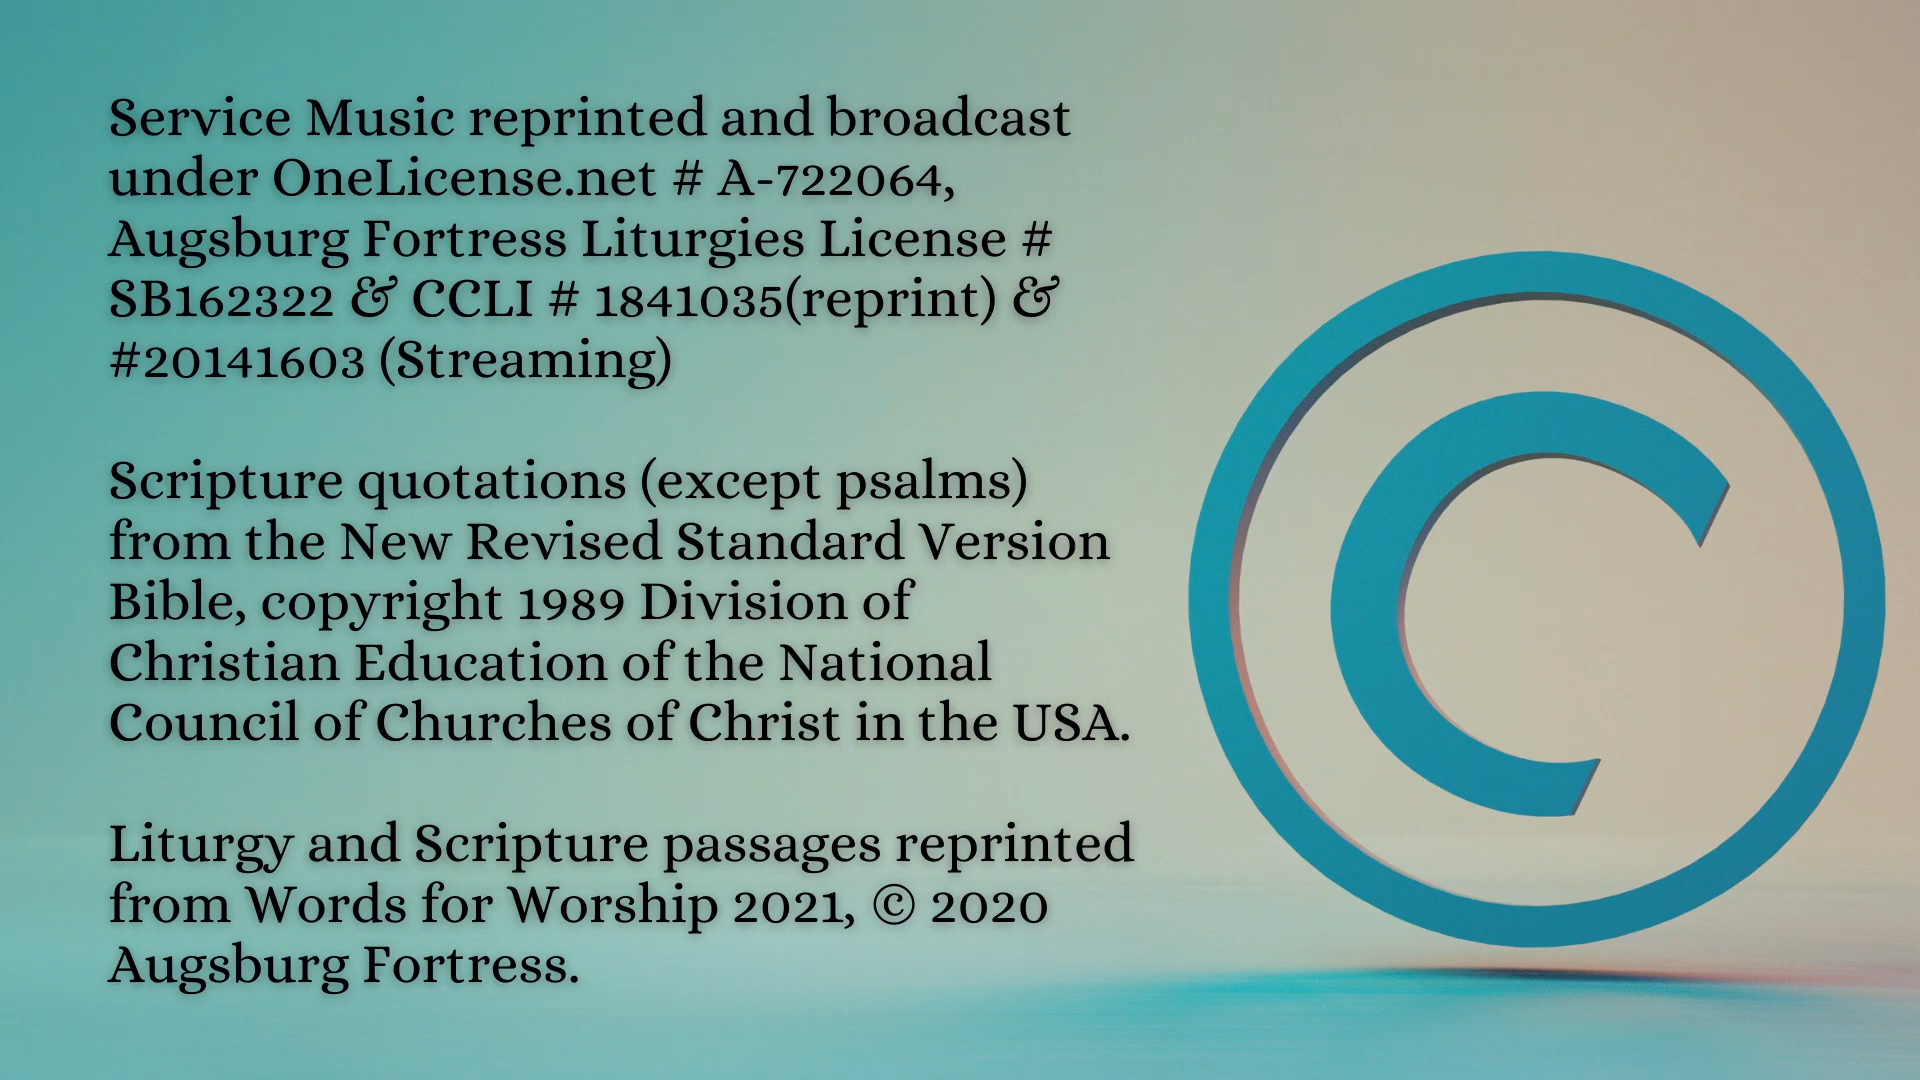 Service Music reprinted and broadcast
under OneLicense.net # A-722064,
Augsburg Fortress Liturgies License #
SB162322 & CCLI # 1841035(reprint) &
#20141603 (Streaming)
Scripture quotations (except psalms)
from the New Revised Standard Version
Bible, copyright 1989 Division of
Christian Education of the National
Council of Churches of Christ in the USA.
Liturgy and Scripture passages reprinted
from Words for Worship 2021, © 2020
Augsburg Fortress.
©